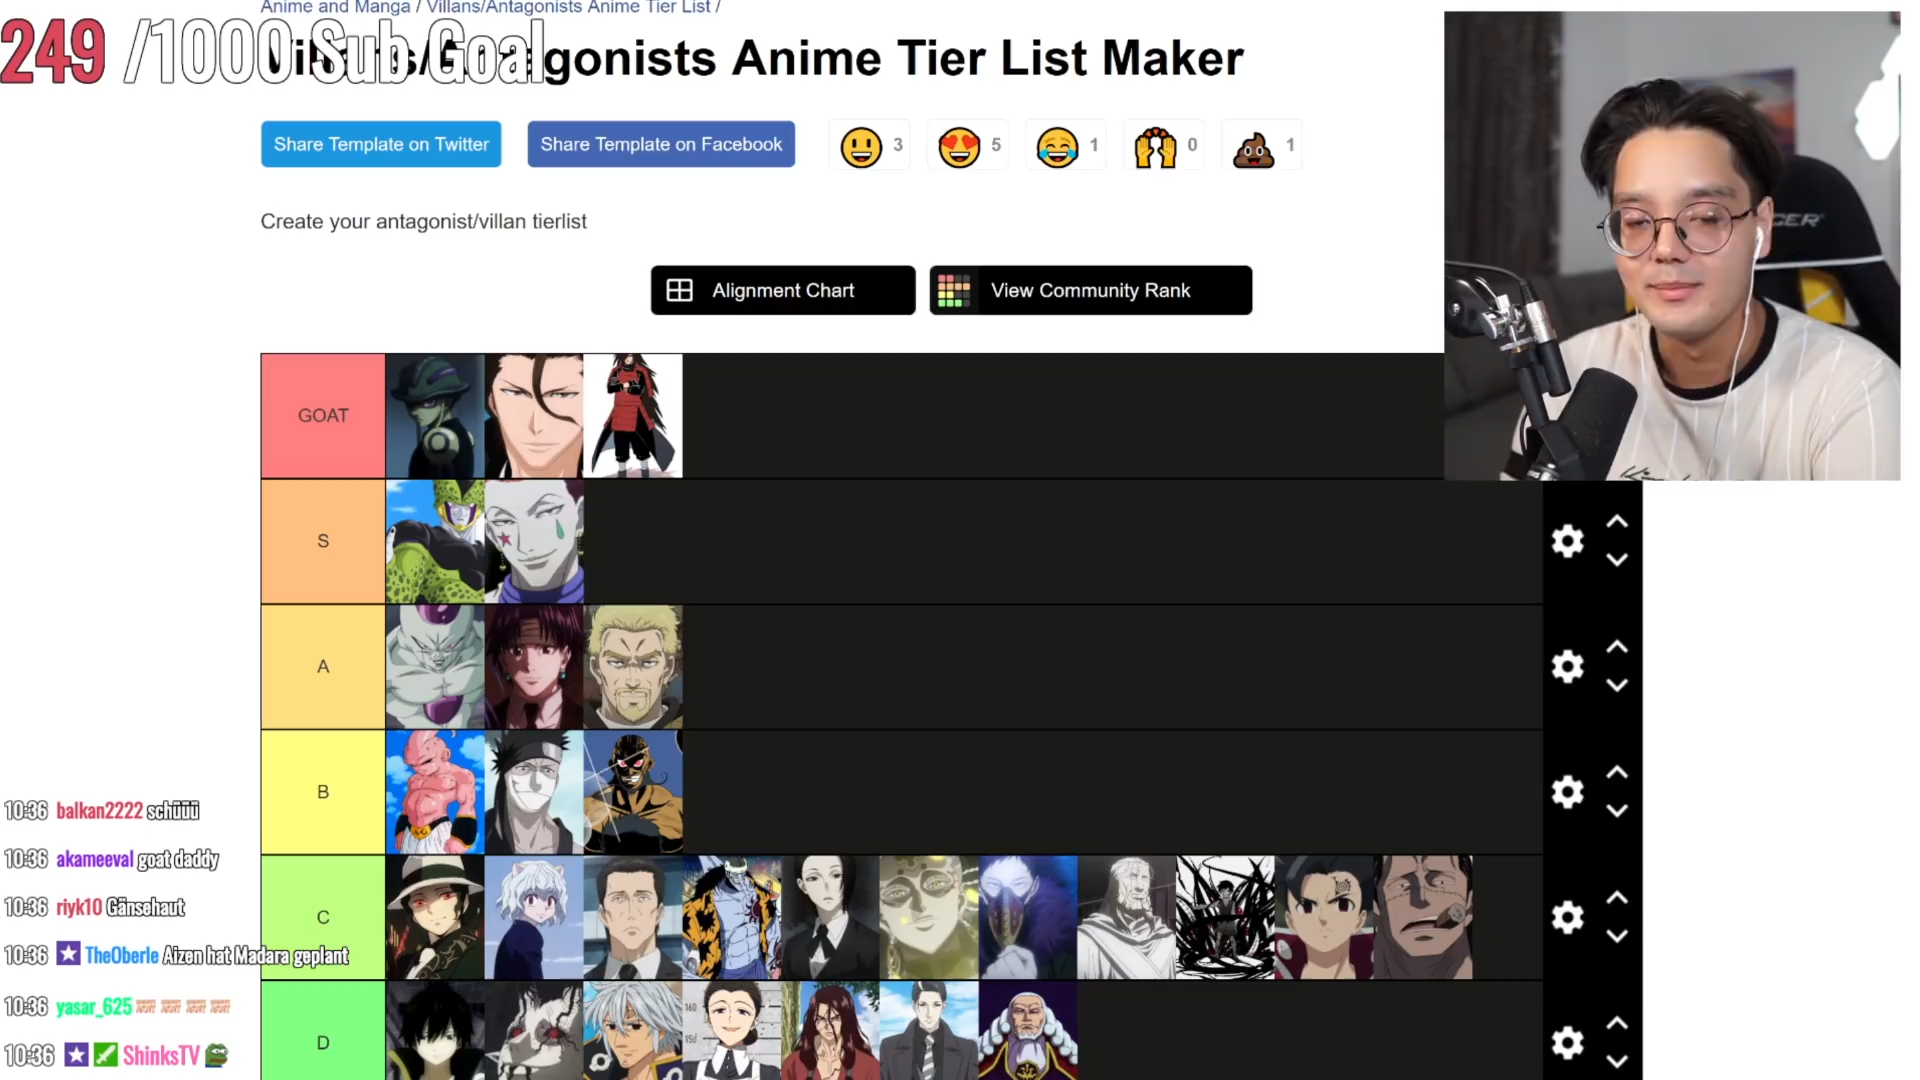 Anime and Manga / Villans/Antagonists Anime Tier List /
249 /1000 Sub Goal
Villans/Antagonists Anime Tier List Maker
Share Template on Twitter
Share Template on Facebook
3
5
1
0
1
Create your antagonist/villan tierlist
Alignment Chart
View Community Rank
GOAT
S
A
B
C
D
10:36 balkan2222 schüüü
10:36 akameeval goat daddy
10:36 riyk10 Gänsehaut
10:36 TheOberle Aizen hat Madara geplant
10:36 yasar_625
10:36 ShinksTV